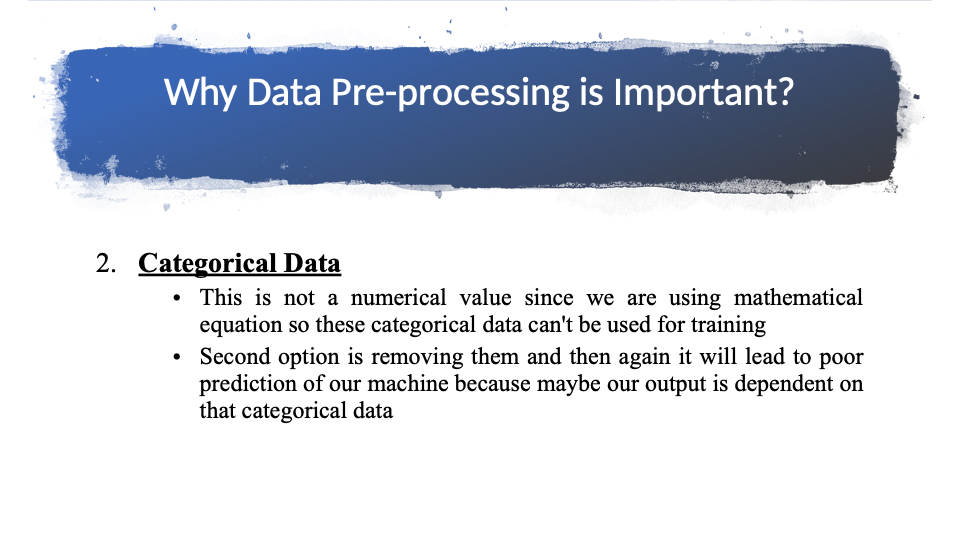 Why Data Pre-processing is Important?
2. Categorical Data
• This is not a numerical value since we are using mathematical
equation so these categorical data can't be used for training
• Second option is removing them and then again it will lead to poor
prediction of our machine because maybe our output is dependent on
that categorical data